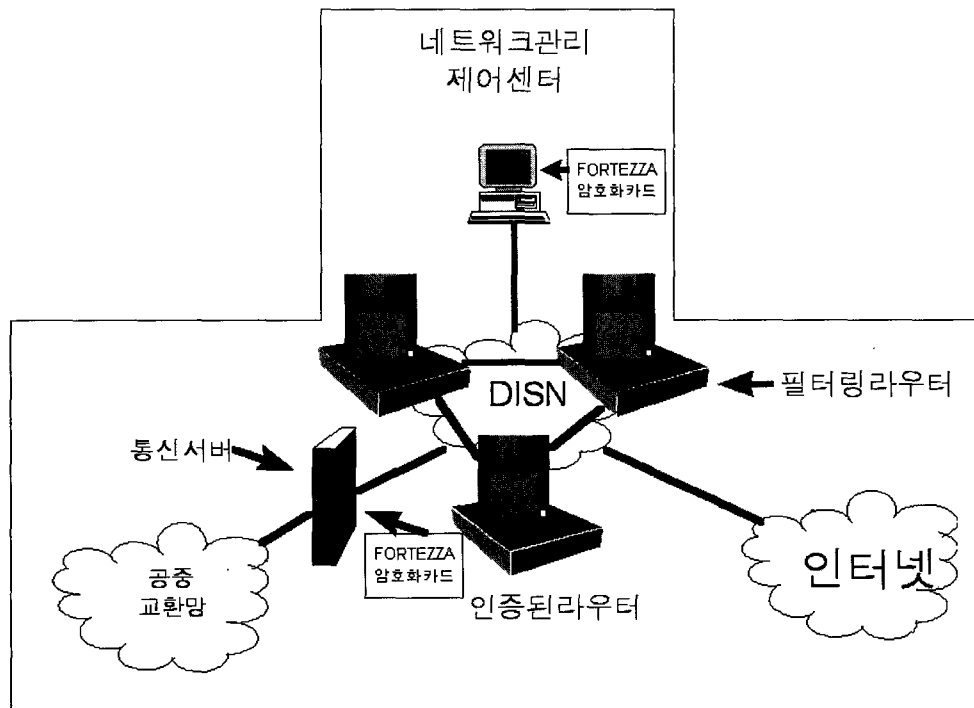 네트워크관리
제어센터
FORTEZZA
암호화카드
DISN
필터링라우터
통신서버
FORTEZZA
암호화카드
공중
교환망
인증된라우터
인터넷